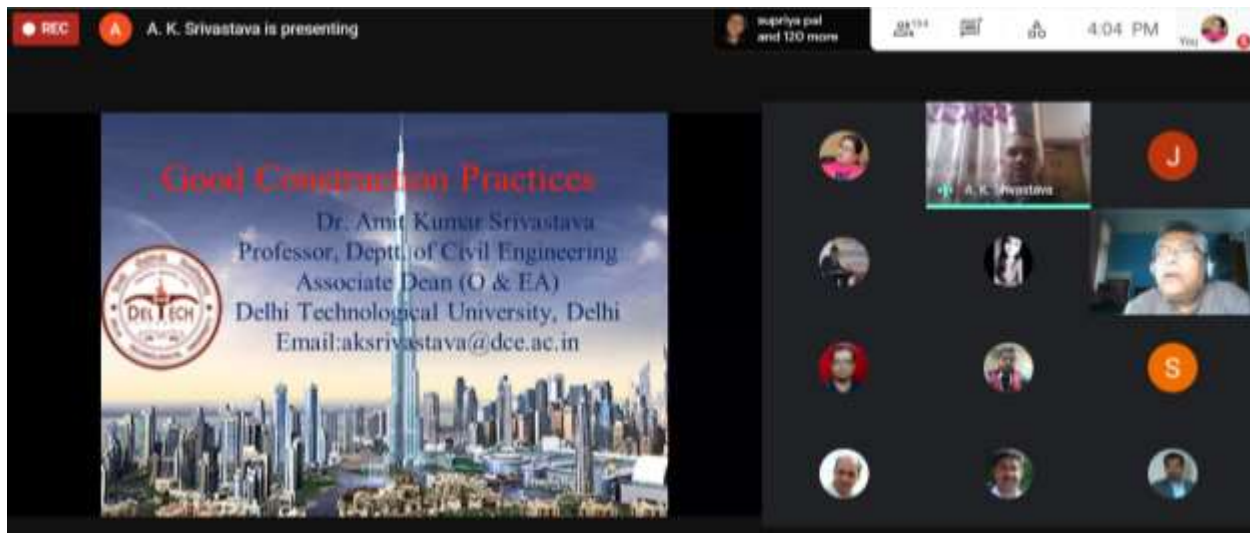 REC
A
A. K. Srivastava is presenting
supriya pal
and 120 more
4:04 PM
You
Good Construction Practices
Dr. Amit Kumar Srivastava
Professor, Deptt. of Civil Engineering
Associate Dean (O & EA)
Delhi Technological University, Delhi
Email:aksrivastava@dce.ac.in
DELTECH
A. K. Srivastava
J
S